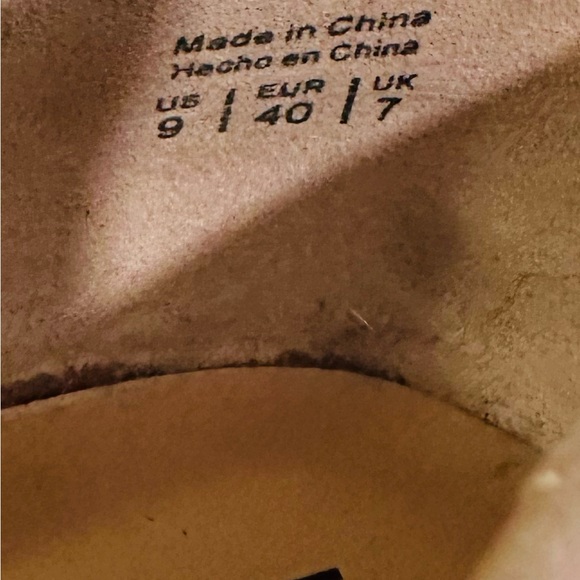 Made in China
Hecho en China
US | EUR | UK
9 | 40 | 7